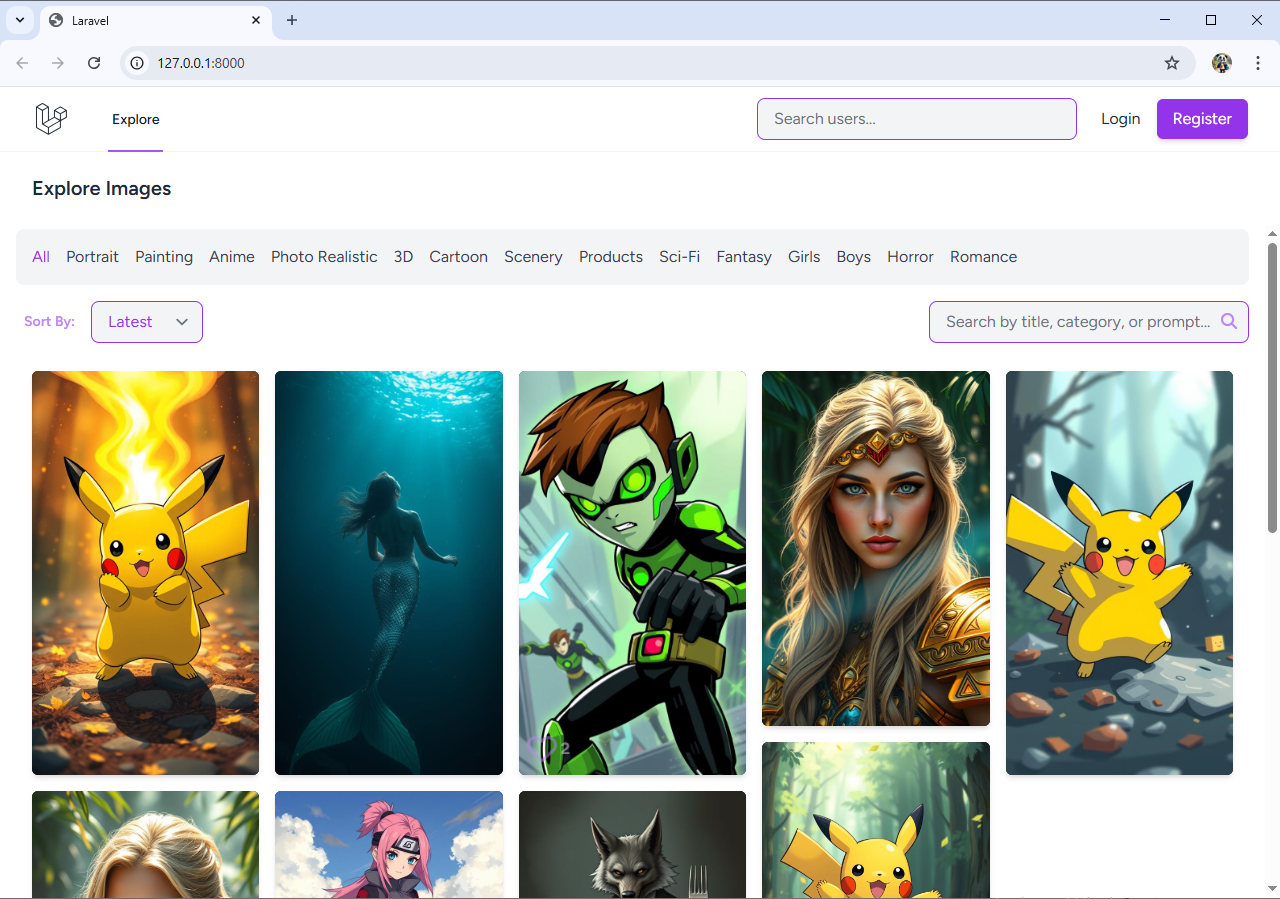 Laravel
127.0.0.1:8000
Explore
Search users...
Login
Register
Explore Images
All Portrait Painting Anime Photo Realistic 3D Cartoon Scenery Products Sci-Fi Fantasy Girls Boys Horror Romance
Sort By:
Latest
Search by title, category, or prompt...
2